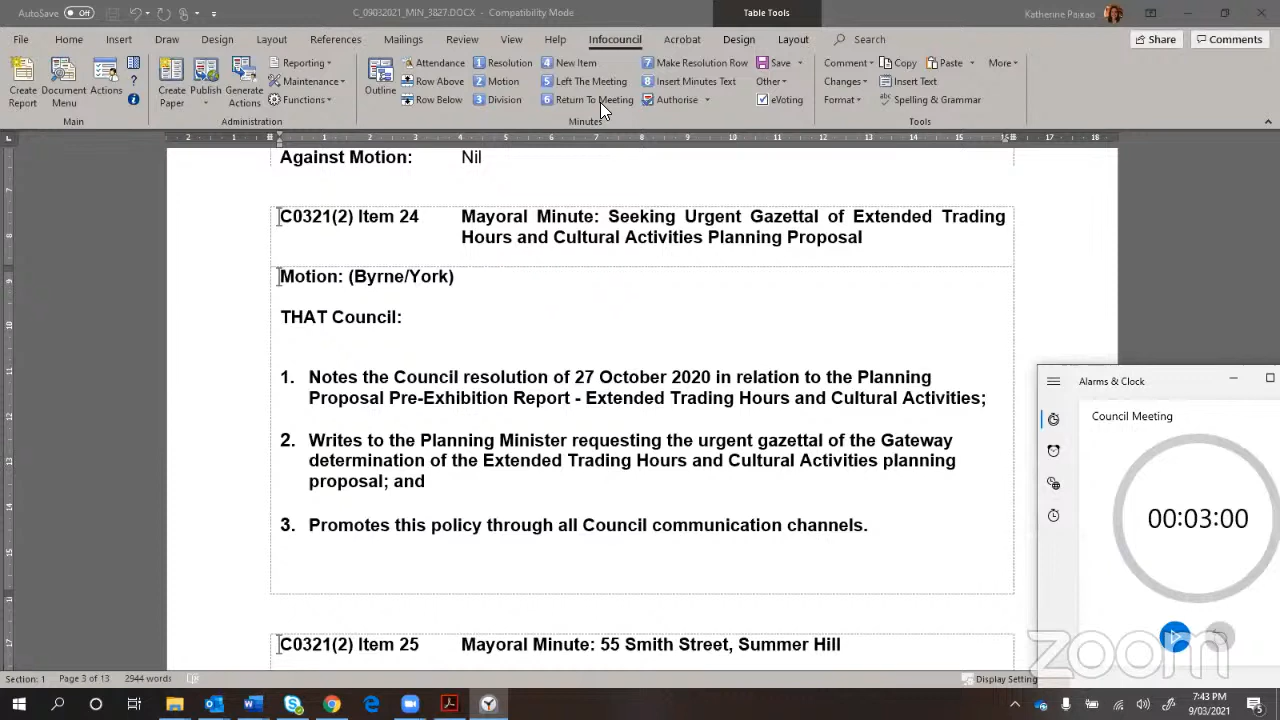 AutoSave Off C_09032021_MIN_3827.DOCX - Compatibility Mode Table Tools Katherine Paixao
File Home Insert Draw Design Layout References Mailings Review View Help Infocouncil Acrobat Design Layout Search Share Comments
Reporting Attendance 1 Resolution 4 New Item 7 Make Resolution Row Save Comment Copy Paste More
Maintenance Row Above 2 Motion 5 Left The Meeting 8 Insert Minutes Text Other Changes Insert Text
Create Document Actions Create Publish Generate Outline
Report Menu Paper Actions
Functions Row Below 3 Division 6 Return To Meeting Authorise eVoting Format Spelling & Grammar
Main Administration Minutes Tools
Against Motion: Nil
C0321(2) Item 24 Mayoral Minute: Seeking Urgent Gazettal of Extended Trading
Hours and Cultural Activities Planning Proposal
Motion: (Byrne/York)
THAT Council:
1. Notes the Council resolution of 27 October 2020 in relation to the Planning
Proposal Pre-Exhibition Report - Extended Trading Hours and Cultural Activities;
2. Writes to the Planning Minister requesting the urgent gazettal of the Gateway
determination of the Extended Trading Hours and Cultural Activities planning
proposal; and
3. Promotes this policy through all Council communication channels.
C0321(2) Item 25 Mayoral Minute: 55 Smith Street, Summer Hill
Alarms & Clock
Council Meeting
00:03:00
zoom
Section: 1 Page 3 of 13 2944 words Display Setting
7:43 PM
9/03/2021